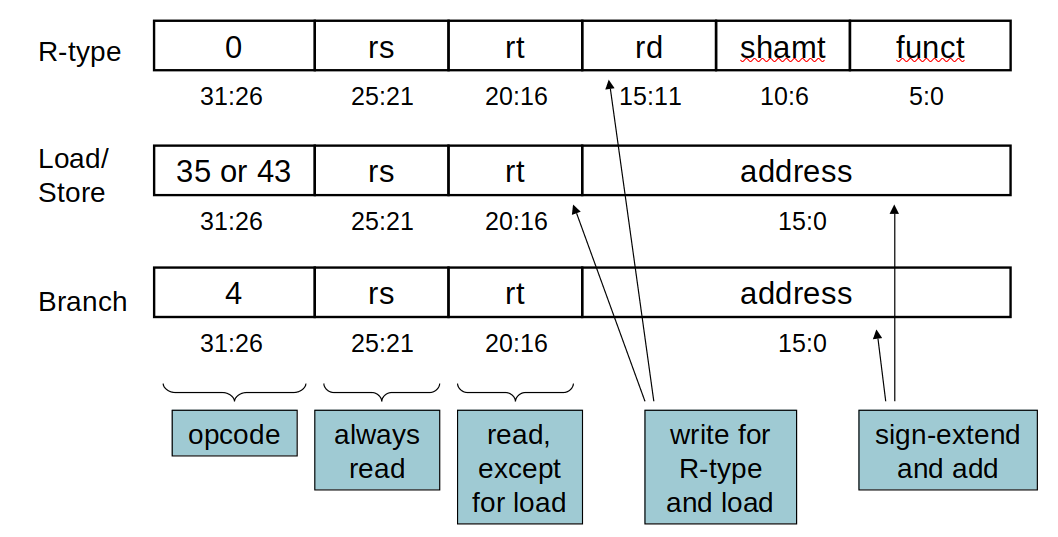 R-type 0 rs rt rd shamt funct
31:26 25:21 20:16 15:11 10:6 5:0
Load/
Store
35 or 43 rs rt address
31:26 25:21 20:16 15:0
Branch 4 rs rt address
31:26 25:21 20:16 15:0
opcode
always
read
read,
except
for load
write for
R-type
and load
sign-extend
and add